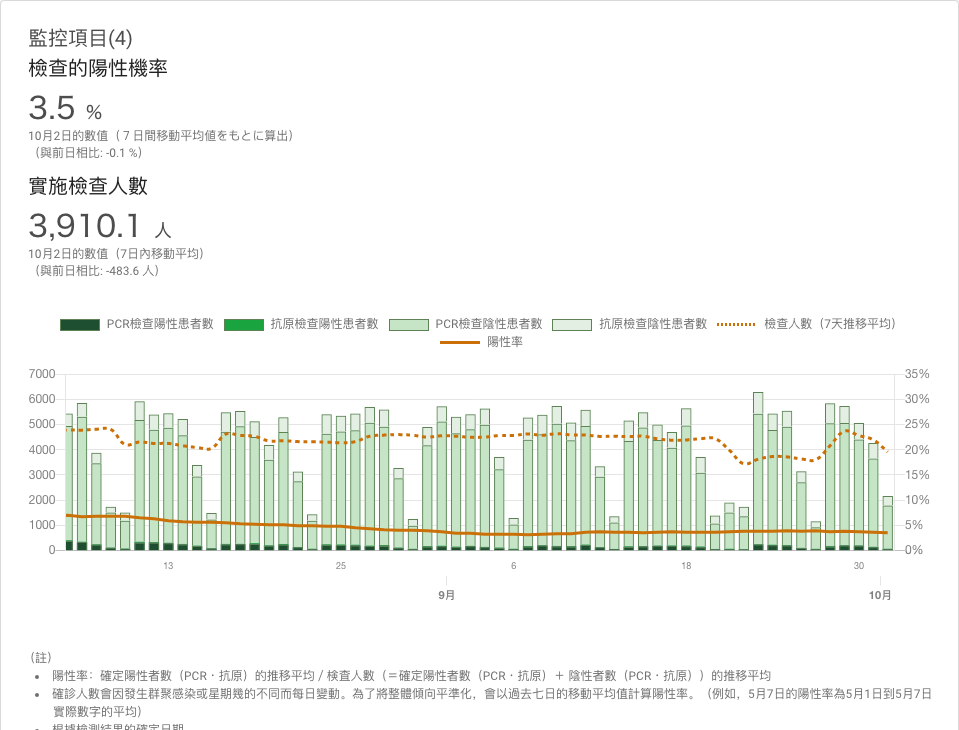 監控項目(4)
檢查的陽性機率
3.5 %
10月2日的數值（７日間移動平均値をもとに算出）
（與前日相比: -0.1 %）
實施檢查人數
3,910.1 人
10月2日的數值（7日內移動平均）
（與前日相比: -483.6 人）
PCR檢查陽性患者數 抗原檢查陽性患者數 PCR檢查陰性患者數 抗原檢查陰性患者數 檢查人數（7天推移平均）
陽性率
7000 35%
6000 30%
5000 25%
4000 20%
3000 15%
2000 10%
1000 5%
0 0%
13 25 6 18 30
9月 10月
（註）
• 陽性率：確定陽性者數（PCR・抗原）的推移平均 / 檢查人數（＝確定陽性者數（PCR・抗原）＋ 陰性者數（PCR・抗原））的推移平均
• 確診人數會因發生群聚感染或星期幾的不同而每日變動。為了將整體傾向平準化，會以過去七日的移動平均值計算陽性率。（例如，5月7日的陽性率為5月1日到5月7日
實際數字的平均）
• 根據檢測結果的確定日期